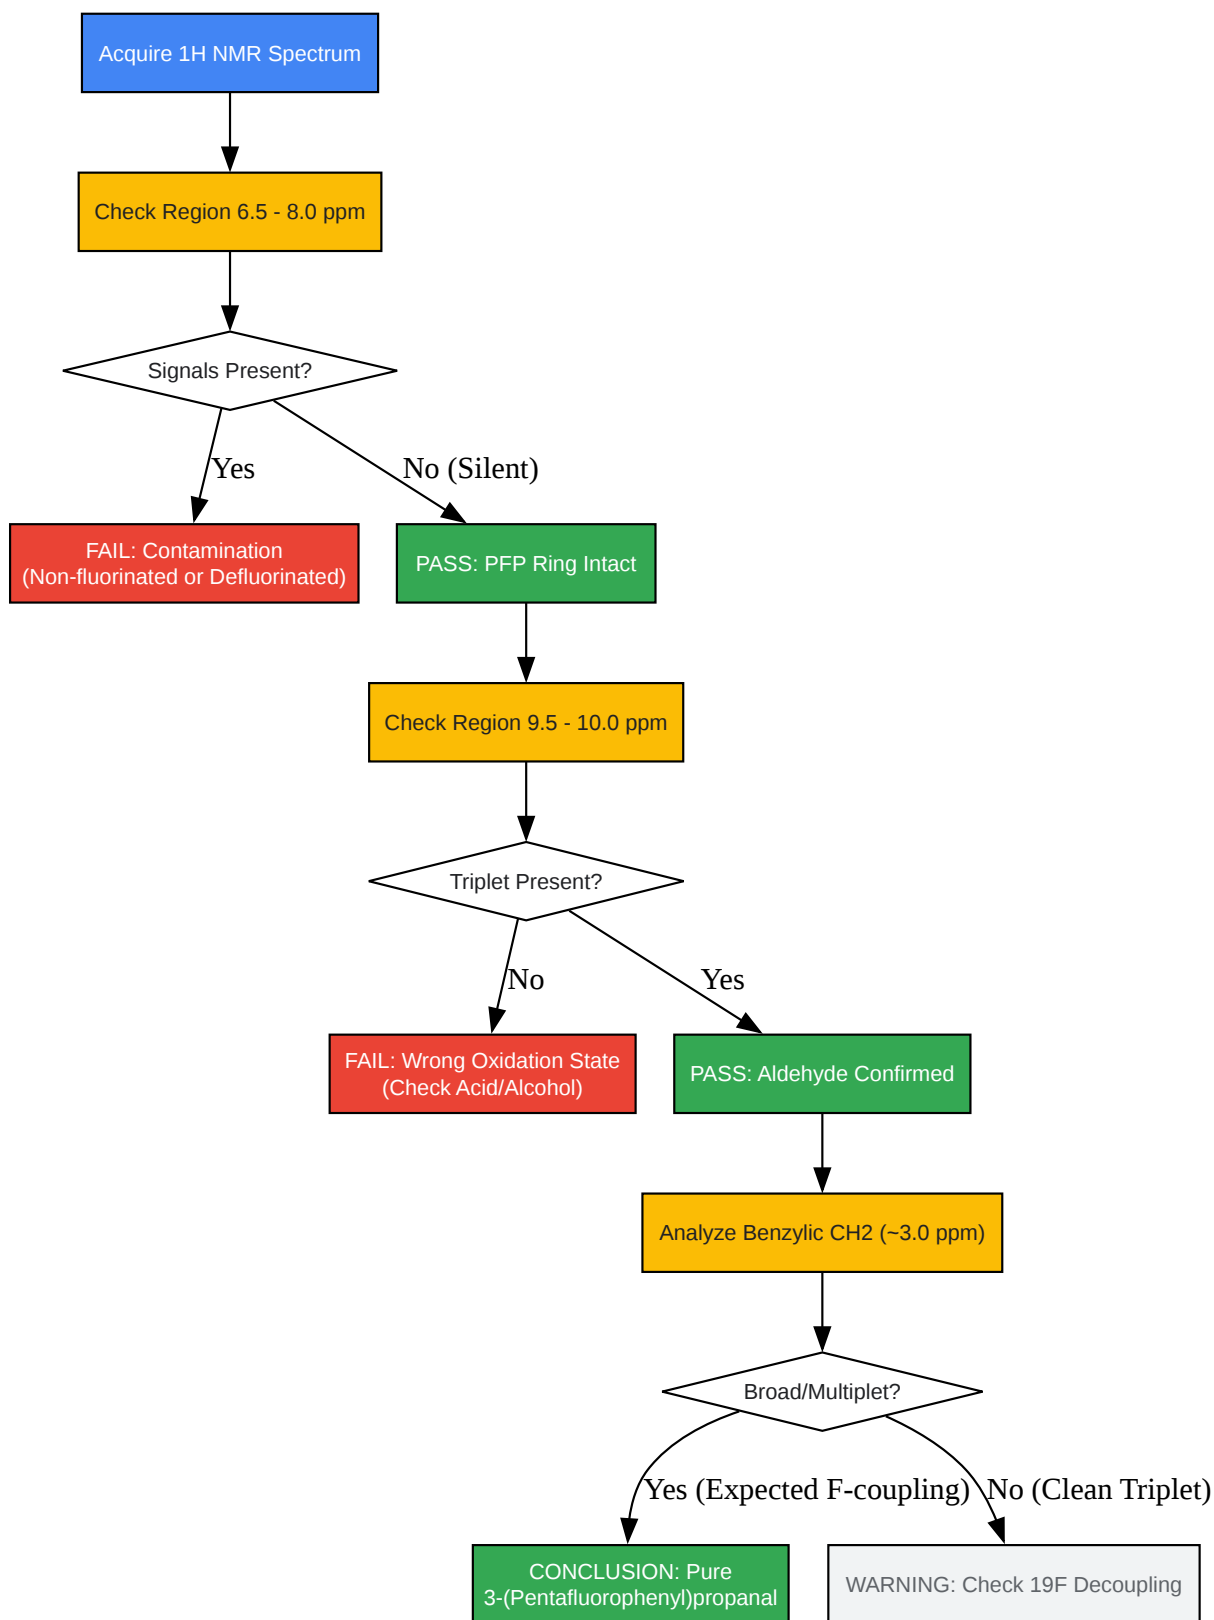 Acquire 1H NMR Spectrum
Check Region 6.5 - 8.0 ppm
Signals Present?
Yes
No (Silent)
FAIL: Contamination
(Non-fluorinated or Defluorinated)
PASS: PFP Ring Intact
Check Region 9.5 - 10.0 ppm
Triplet Present?
No
Yes
FAIL: Wrong Oxidation State
(Check Acid/Alcohol)
PASS: Aldehyde Confirmed
Analyze Benzylic CH2 (~3.0 ppm)
Broad/Multiplet?
Yes (Expected F-coupling)
No (Clean Triplet)
CONCLUSION: Pure
3-(Pentafluorophenyl)propanal
WARNING: Check 19F Decoupling